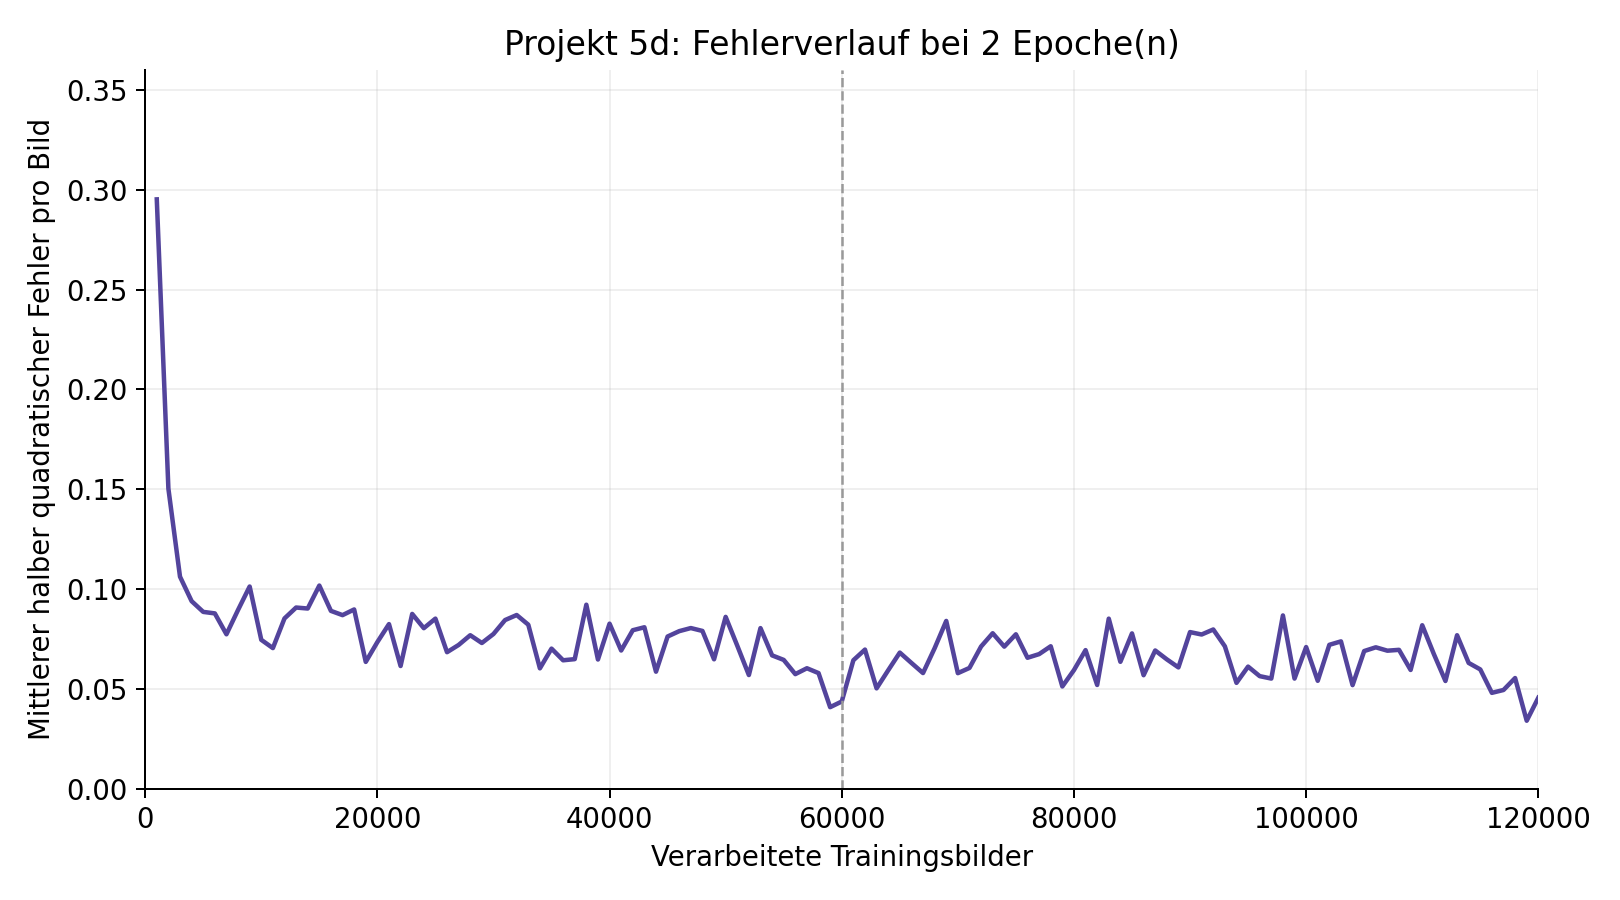 Projekt 5d: Fehlerverlauf bei 2 Epoche(n)
Mittlerer halber quadratischer Fehler pro Bild
0.35
0.30
0.25
0.20
0.15
0.10
0.05
0.00
0 20000 40000 60000 80000 100000 120000
Verarbeitete Trainingsbilder